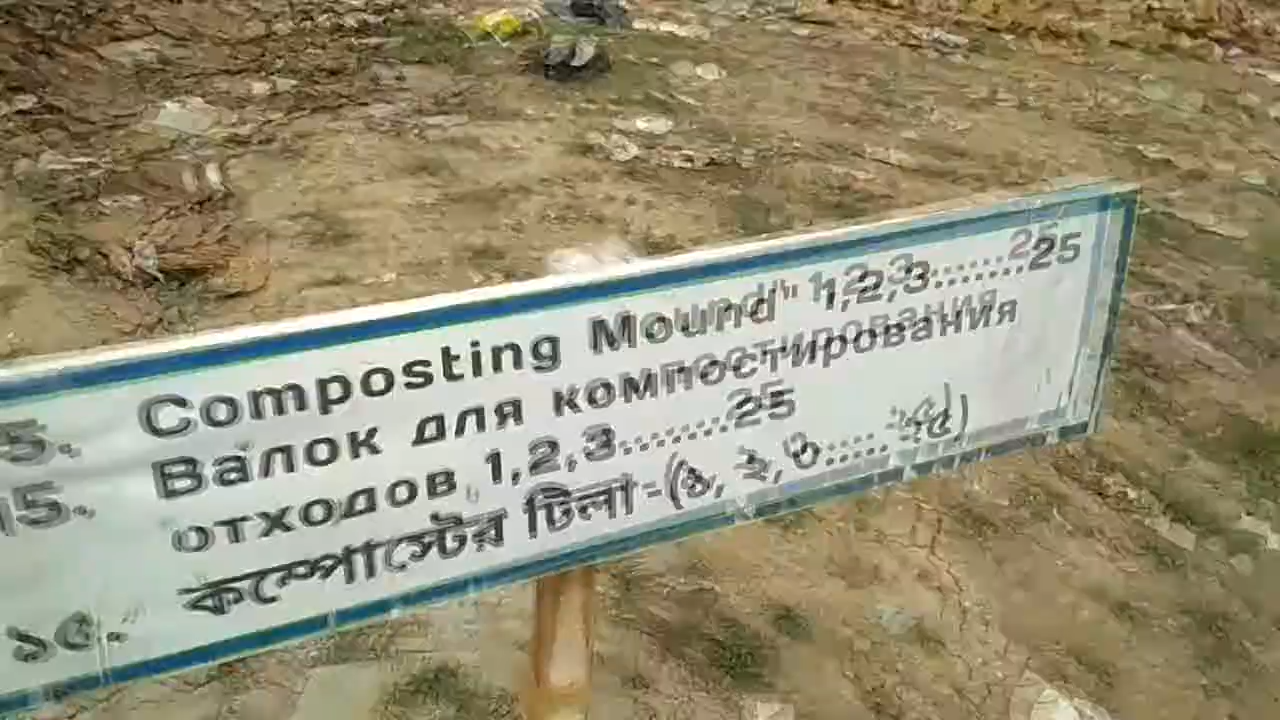 15. Composting Mound" 1,2,3.......25
15. Валок для компостирования
отходов 1,2,3........25
১৫. কম্পোস্টের টিলা-(১, ২, ৩..... ২৫)